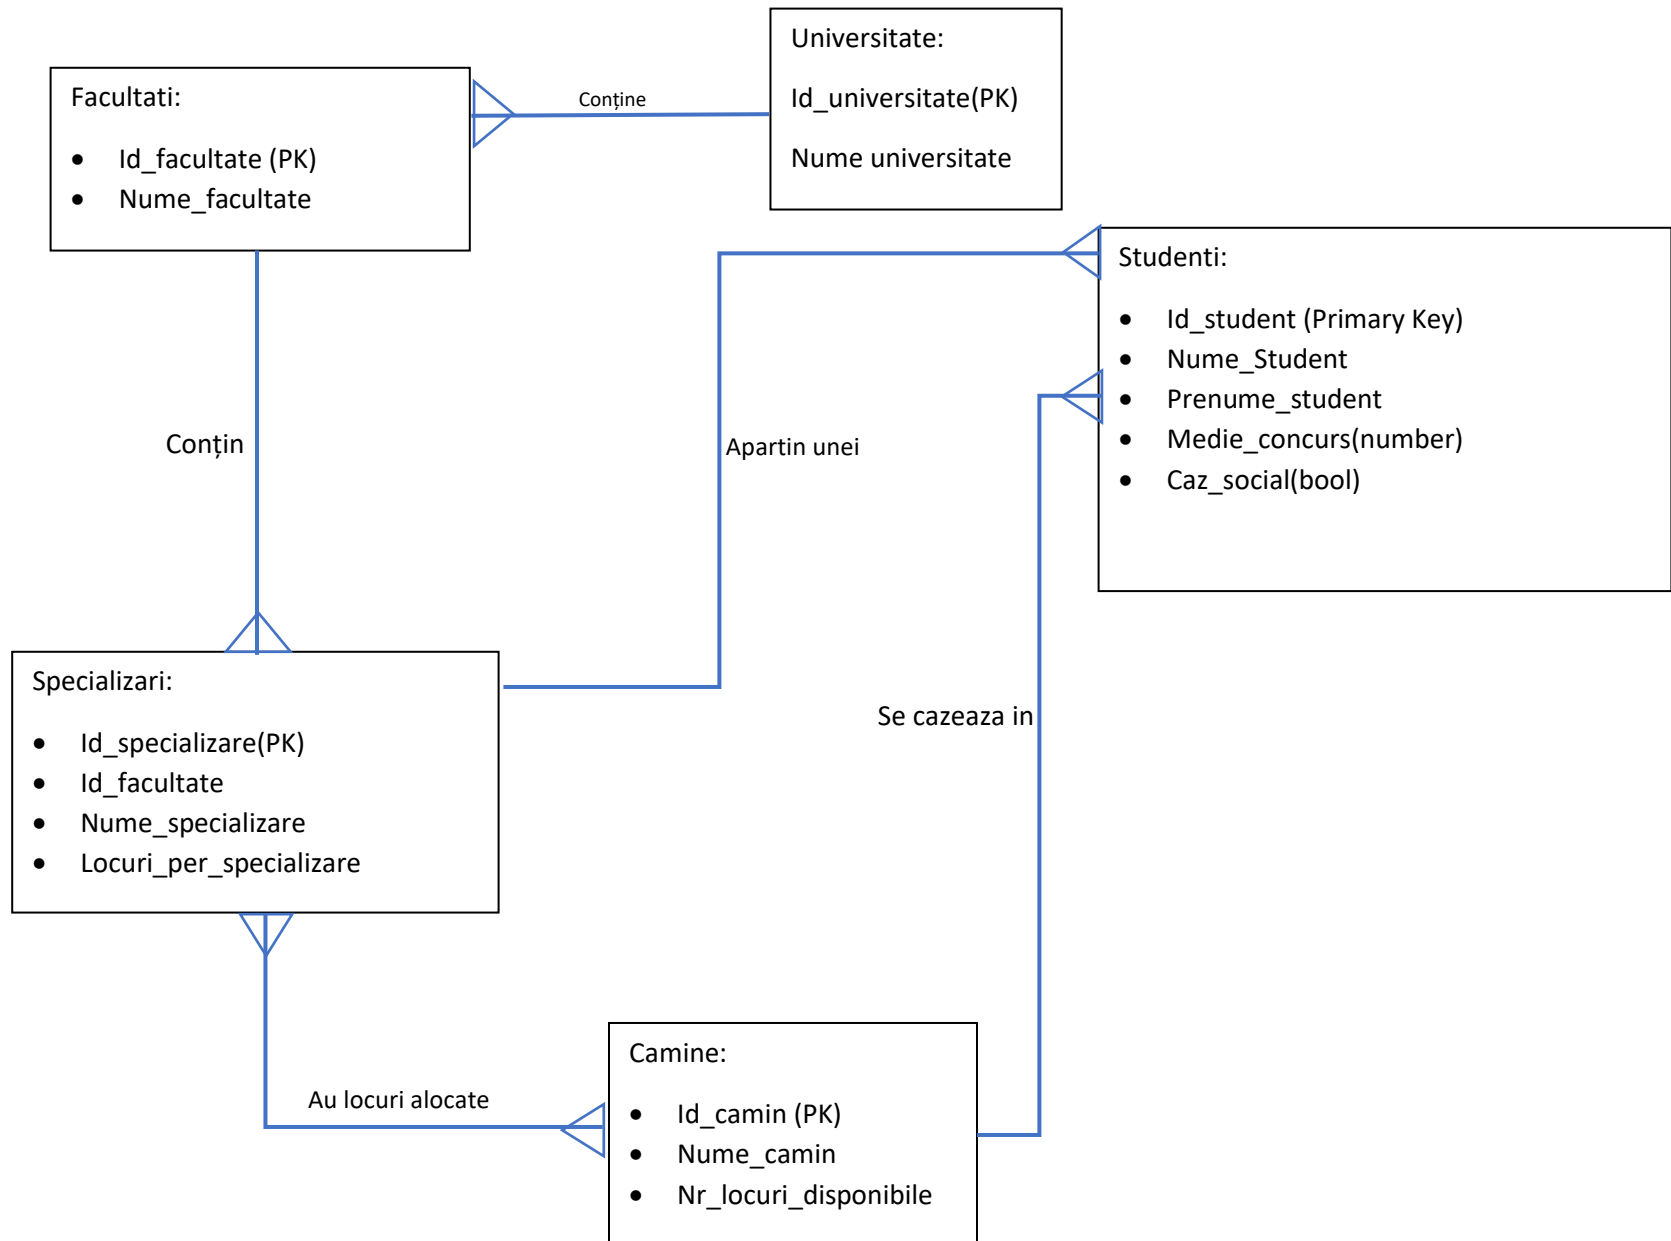 Universitate:
Id_universitate(PK)
Nume universitate
Facultati:
• Id_facultate (PK)
• Nume_facultate
Conține
Studenti:
• Id_student (Primary Key)
• Nume_Student
• Prenume_student
• Medie_concurs(number)
• Caz_social(bool)
Conțin
Apartin unei
Specializari:
• Id_specializare(PK)
• Id_facultate
• Nume_specializare
• Locuri_per_specializare
Se cazeaza in
Au locuri alocate
Camine:
• Id_camin (PK)
• Nume_camin
• Nr_locuri_disponibile